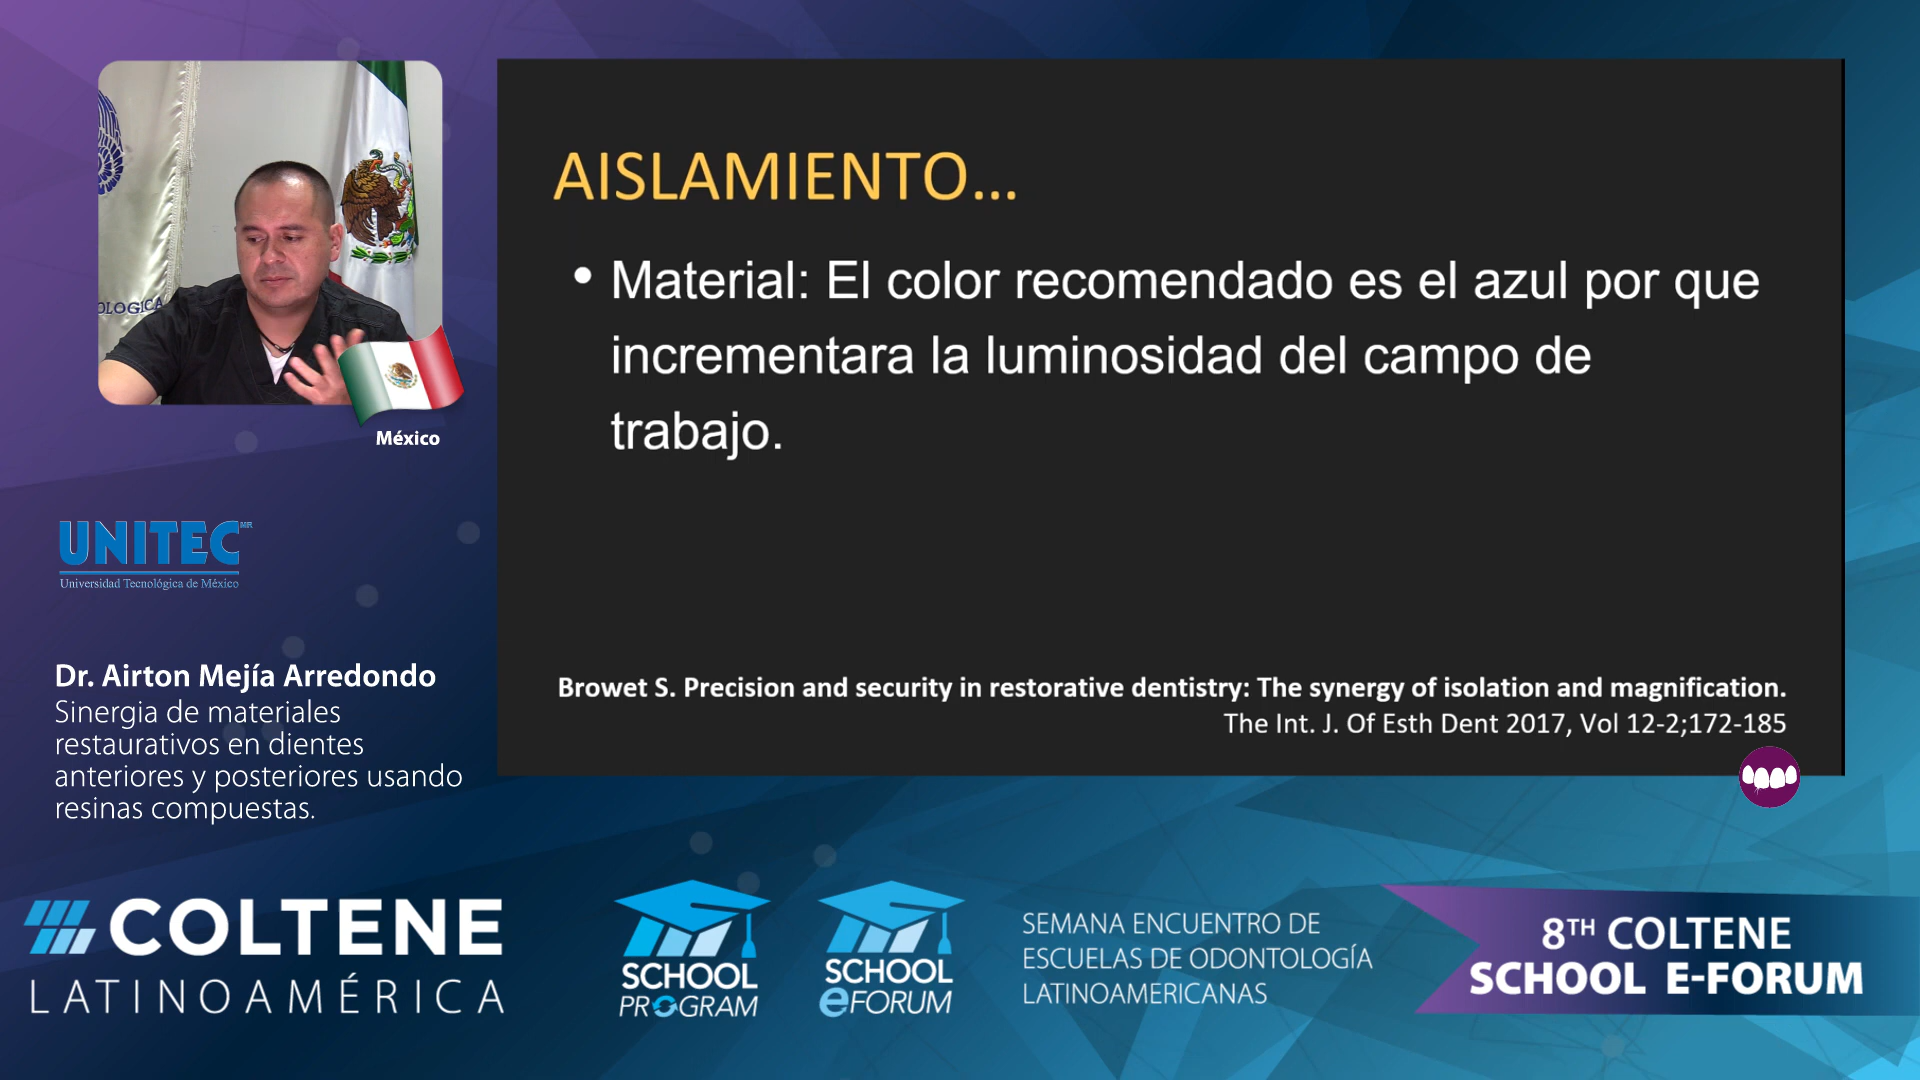 AISLAMIENTO...
• Material: El color recomendado es el azul por que
incrementara la luminosidad del campo de
trabajo.
Browet S. Precision and security in restorative dentistry: The synergy of isolation and magnification.
The Int. J. Of Esth Dent 2017, Vol 12-2;172-185
OLOGICA
México
UNITEC MR
Universidad Tecnológica de México
Dr. Airton Mejía Arredondo
Sinergia de materiales
restaurativos en dientes
anteriores y posteriores usando
resinas compuestas.
COLTENE
LATINOAMÉRICA
SCHOOL
PROGRAM
SCHOOL
eFORUM
SEMANA ENCUENTRO DE
ESCUELAS DE ODONTOLOGÍA
LATINOAMERICANAS
8TH COLTENE
SCHOOL E-FORUM